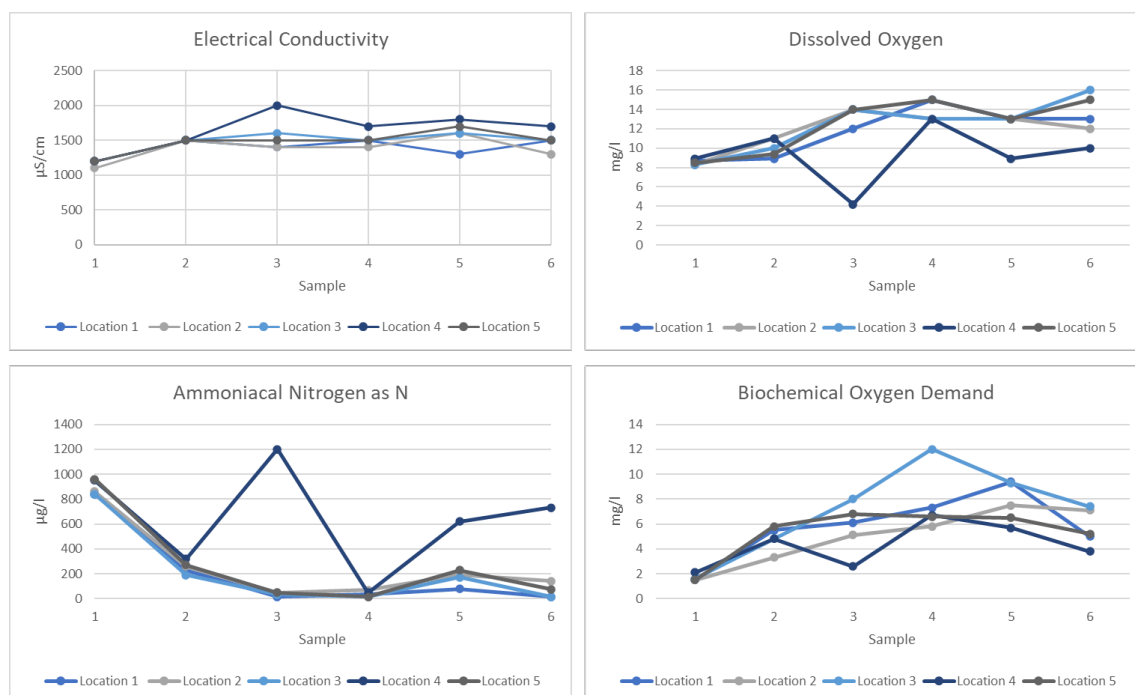 Electrical Conductivity
2500
2000
1500
1000
500
0
µS/cm
1 2 3 4 5 6
Sample
Location 1 Location 2 Location 3 Location 4 Location 5
Dissolved Oxygen
18
16
14
12
10
8
6
4
2
0
mg/l
1 2 3 4 5 6
Sample
Location 1 Location 2 Location 3 Location 4 Location 5
Ammoniacal Nitrogen as N
1400
1200
1000
800
600
400
200
0
µg/l
1 2 3 4 5 6
Sample
Location 1 Location 2 Location 3 Location 4 Location 5
Biochemical Oxygen Demand
14
12
10
8
6
4
2
0
mg/l
1 2 3 4 5 6
Sample
Location 1 Location 2 Location 3 Location 4 Location 5